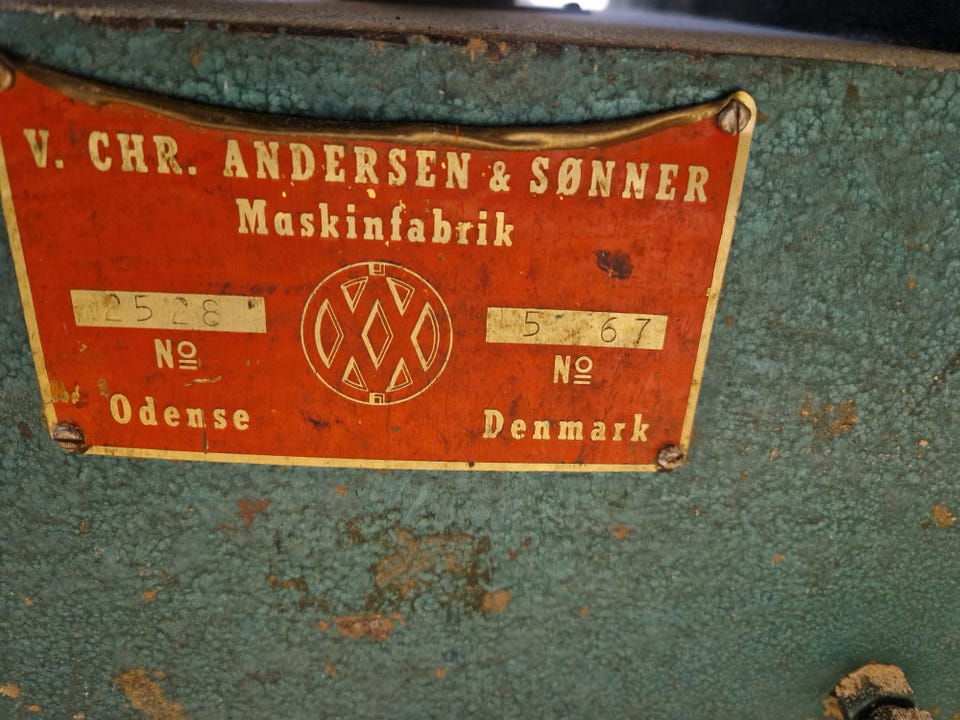 V. CHR. ANDERSEN & SØNNER
Maskinfabrik
2528
5 67
Nº
Nº
Odense
Denmark